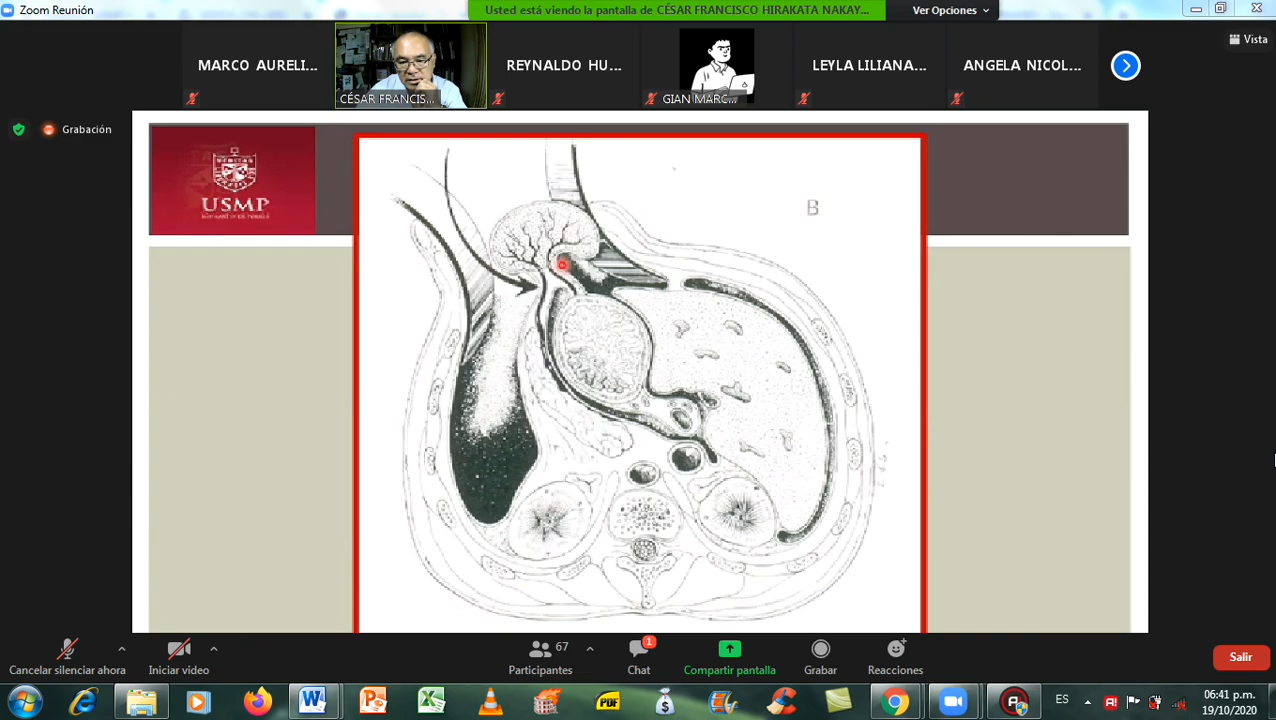 Zoom Reunión
Usted está viendo la pantalla de CÉSAR FRANCISCO HIRAKATA NAKAY...
Ver Opciones
Vista
MARCO AURELI...
CÉSAR FRANCIS...
REYNALDO HU...
GIAN MARC...
LEYLA LILIANA...
ANGELA NICOL...
Grabación
USMP
B
Cancelar silenciar ahora
Iniciar video
67
Participantes
1
Chat
Compartir pantalla
Grabar
Reacciones
Salir
PDF
ES
06:41 p.m.
19/10/2020